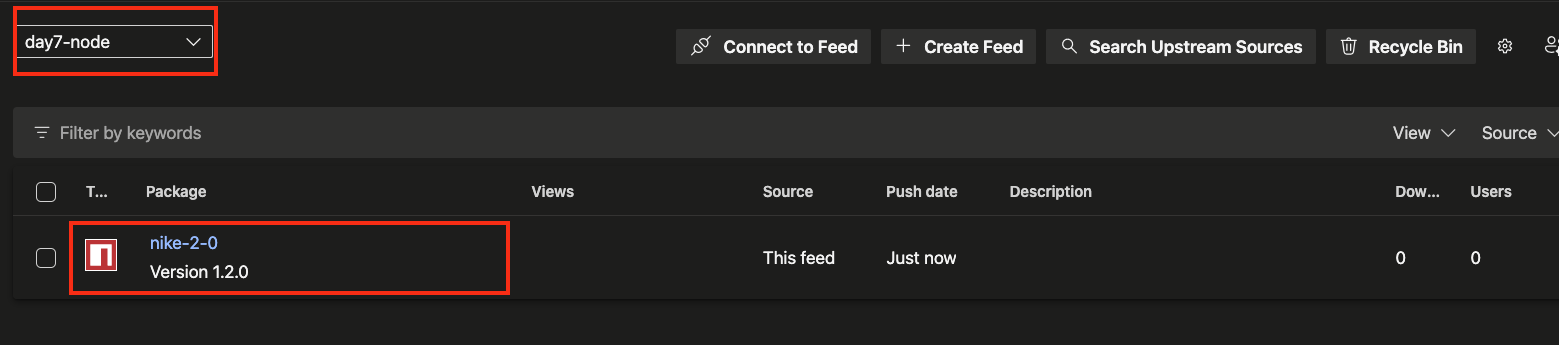 day7-node
Connect to Feed
Create Feed
Search Upstream Sources
Recycle Bin
Filter by keywords
View
Source
T... Package Views Source Push date Description Dow... Users
nike-2-0
Version 1.2.0
This feed Just now 0 0